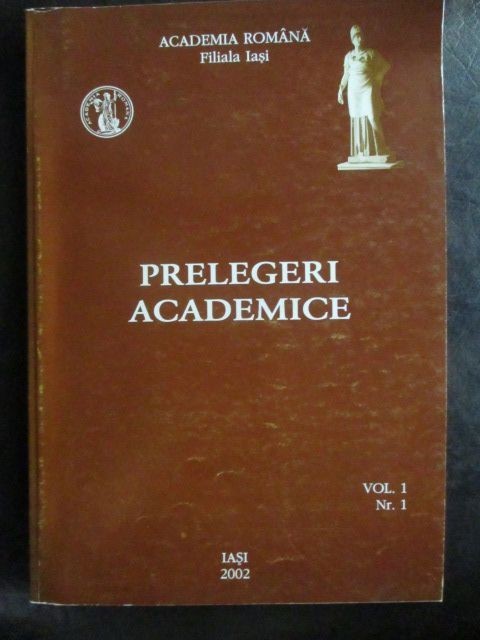 ACADEMIA ROMÂNĂ
Filiala Iași
PRELEGERI
ACADEMICE
VOL. 1
Nr. 1
IAȘI
2002